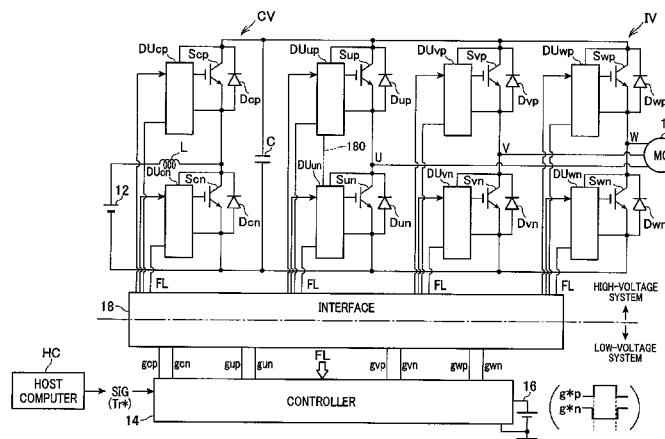 CV
IV
DUcp
Scp
Dcp
DUup
Sup
Dup
DUvp
Svp
Dvp
DUwp
Swp
Dwp
L
C
180
U
V
W
12
DUcn
Scn
Dcn
DUun
Sun
Dun
DUvn
Svn
Dvn
DUwn
Swn
Dwn
FL
FL
FL
FL
18
INTERFACE
HIGH-VOLTAGE
SYSTEM
LOW-VOLTAGE
SYSTEM
gcp
gcn
gup
gun
FL
gvp
gvn
gwp
gwn
HC
HOST
COMPUTER
SIG
(Tr*)
14
CONTROLLER
16
g*p
g*n